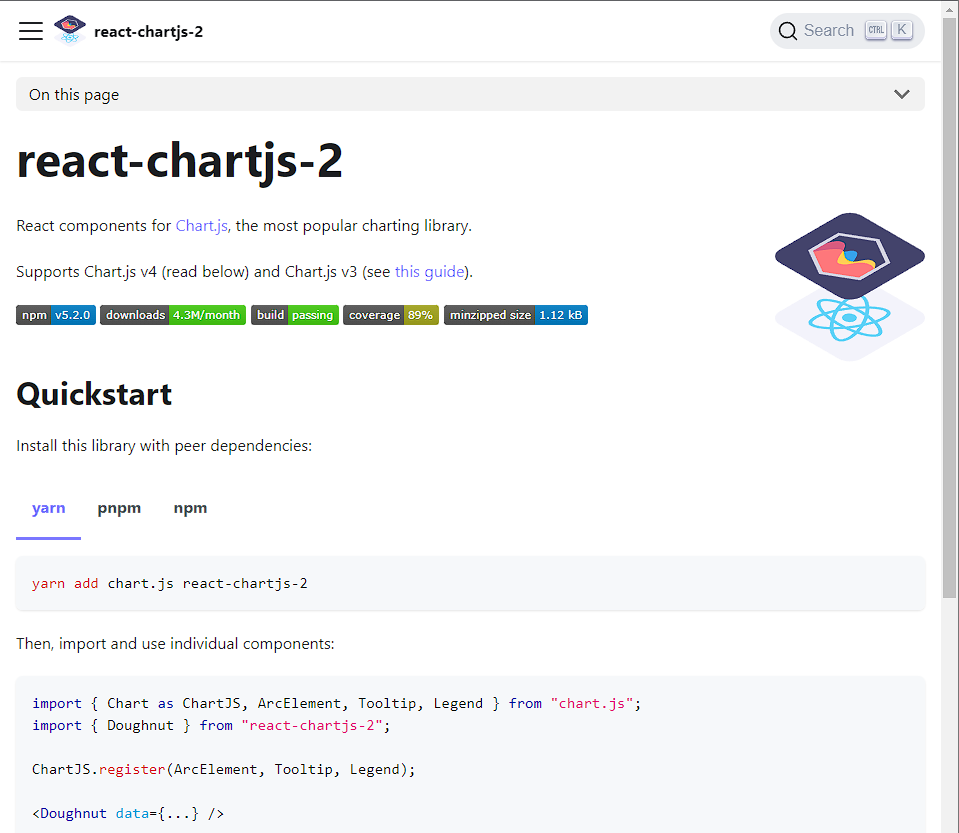 react-chartjs-2
Search CTRL K
On this page
react-chartjs-2
React components for Chart.js, the most popular charting library.
Supports Chart.js v4 (read below) and Chart.js v3 (see this guide).
npm v5.2.0 downloads 4.3M/month build passing coverage 89% minzipped size 1.12 kB
Quickstart
Install this library with peer dependencies:
yarn pnpm npm
yarn add chart.js react-chartjs-2
Then, import and use individual components:
import { Chart as ChartJS, ArcElement, Tooltip, Legend } from "chart.js";
import { Doughnut } from "react-chartjs-2";
ChartJS.register(ArcElement, Tooltip, Legend);
<Doughnut data={...} />